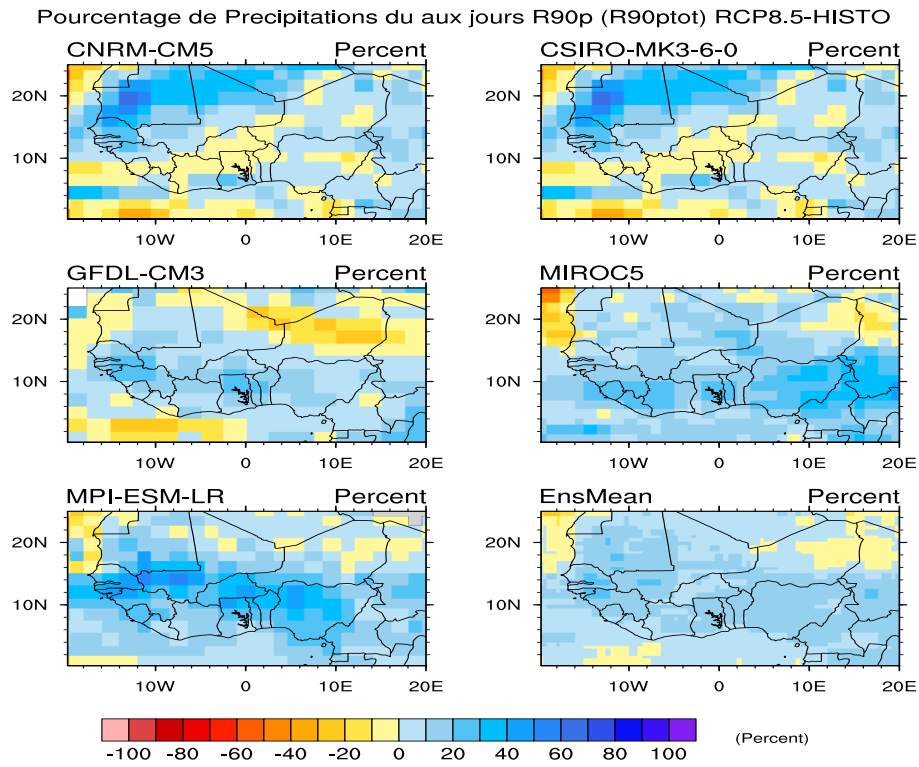 Pourcentage de Precipitations du aux jours R90p (R90ptot) RCP8.5-HISTO
CNRM-CM5 Percent
CSIRO-MK3-6-0 Percent
20N
10N
10W 0 10E 20E
20N
10N
10W 0 10E 20E
GFDL-CM3 Percent
MIROC5 Percent
20N
10N
10W 0 10E 20E
20N
10N
10W 0 10E 20E
MPI-ESM-LR Percent
EnsMean Percent
20N
10N
10W 0 10E 20E
20N
10N
10W 0 10E 20E
-100 -80 -60 -40 -20 0 20 40 60 80 100
(Percent)